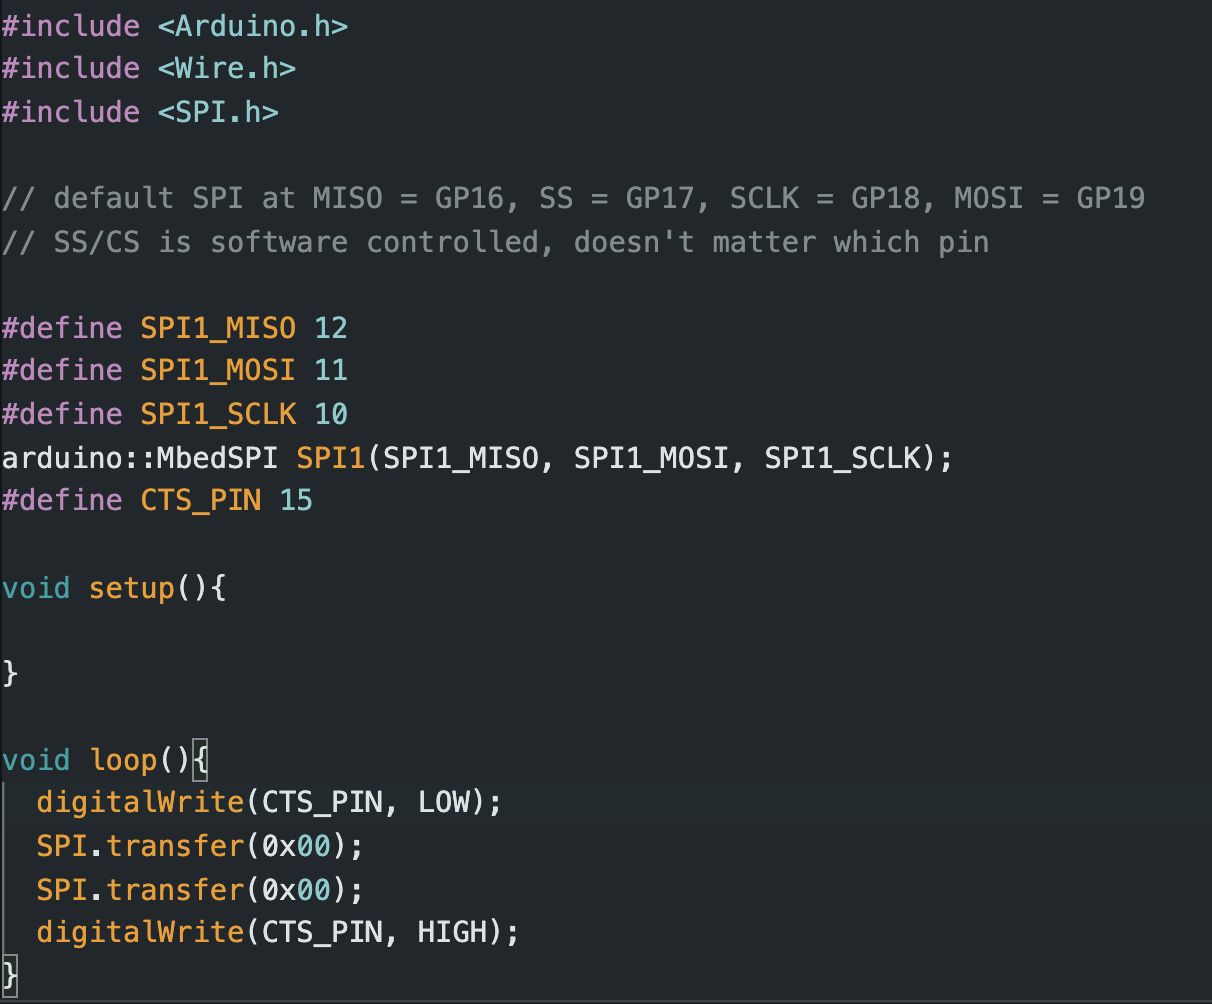 #include <Arduino.h>
#include <Wire.h>
#include <SPI.h>
// default SPI at MISO = GP16, SS = GP17, SCLK = GP18, MOSI = GP19
// SS/CS is software controlled, doesn't matter which pin
#define SPI1_MISO 12
#define SPI1_MOSI 11
#define SPI1_SCLK 10
arduino::MbedSPI SPI1(SPI1_MISO, SPI1_MOSI, SPI1_SCLK);
#define CTS_PIN 15
void setup(){
}
void loop(){
  digitalWrite(CTS_PIN, LOW);
  SPI.transfer(0x00);
  SPI.transfer(0x00);
  digitalWrite(CTS_PIN, HIGH);
}